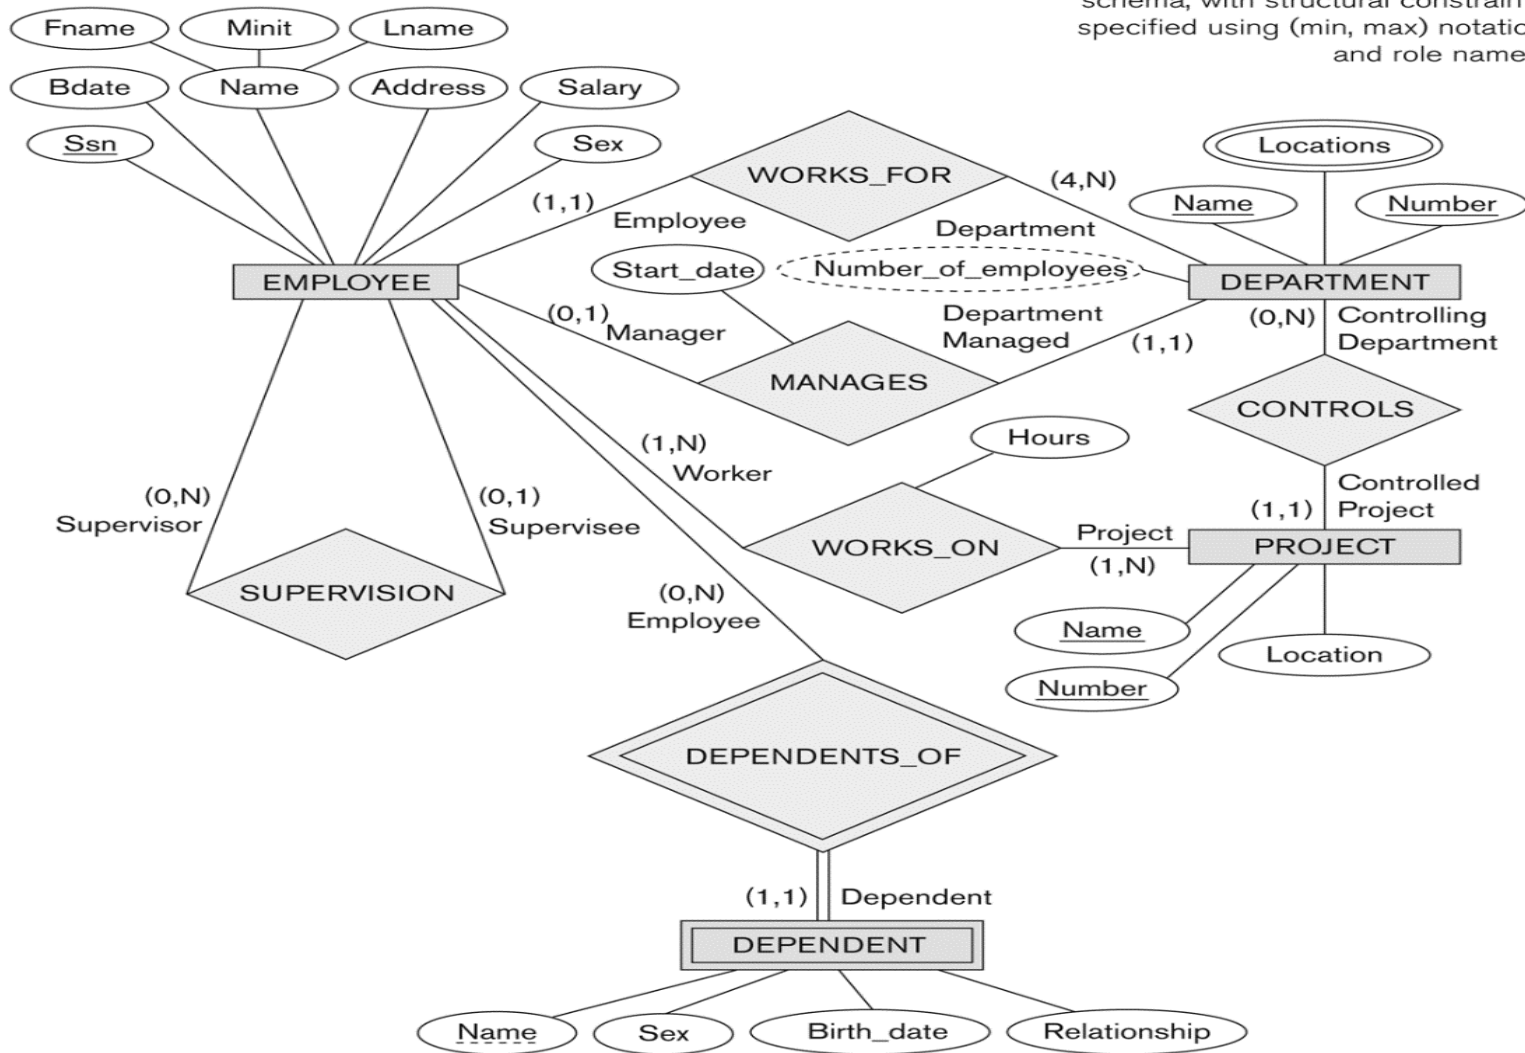 schema, with structural constrain
specified using (min, max) notatio
and role name
Fname
Minit
Lname
Bdate
Name
Address
Salary
Ssn
Sex
WORKS_FOR
(4,N)
Locations
(1,1)
Employee
Department
Name
Number
Start_date
Number_of_employees
EMPLOYEE
DEPARTMENT
(0,1)
Manager
Department
Managed
(1,1)
(0,N)
Controlling
Department
MANAGES
CONTROLS
Hours
(1,N)
Worker
(0,N)
Supervisor
(0,1)
Supervisee
Controlled
Project
(1,1)
WORKS_ON
Project
(1,N)
PROJECT
SUPERVISION
(0,N)
Employee
Name
Location
Number
DEPENDENTS_OF
(1,1)
Dependent
DEPENDENT
Name
Sex
Birth_date
Relationship